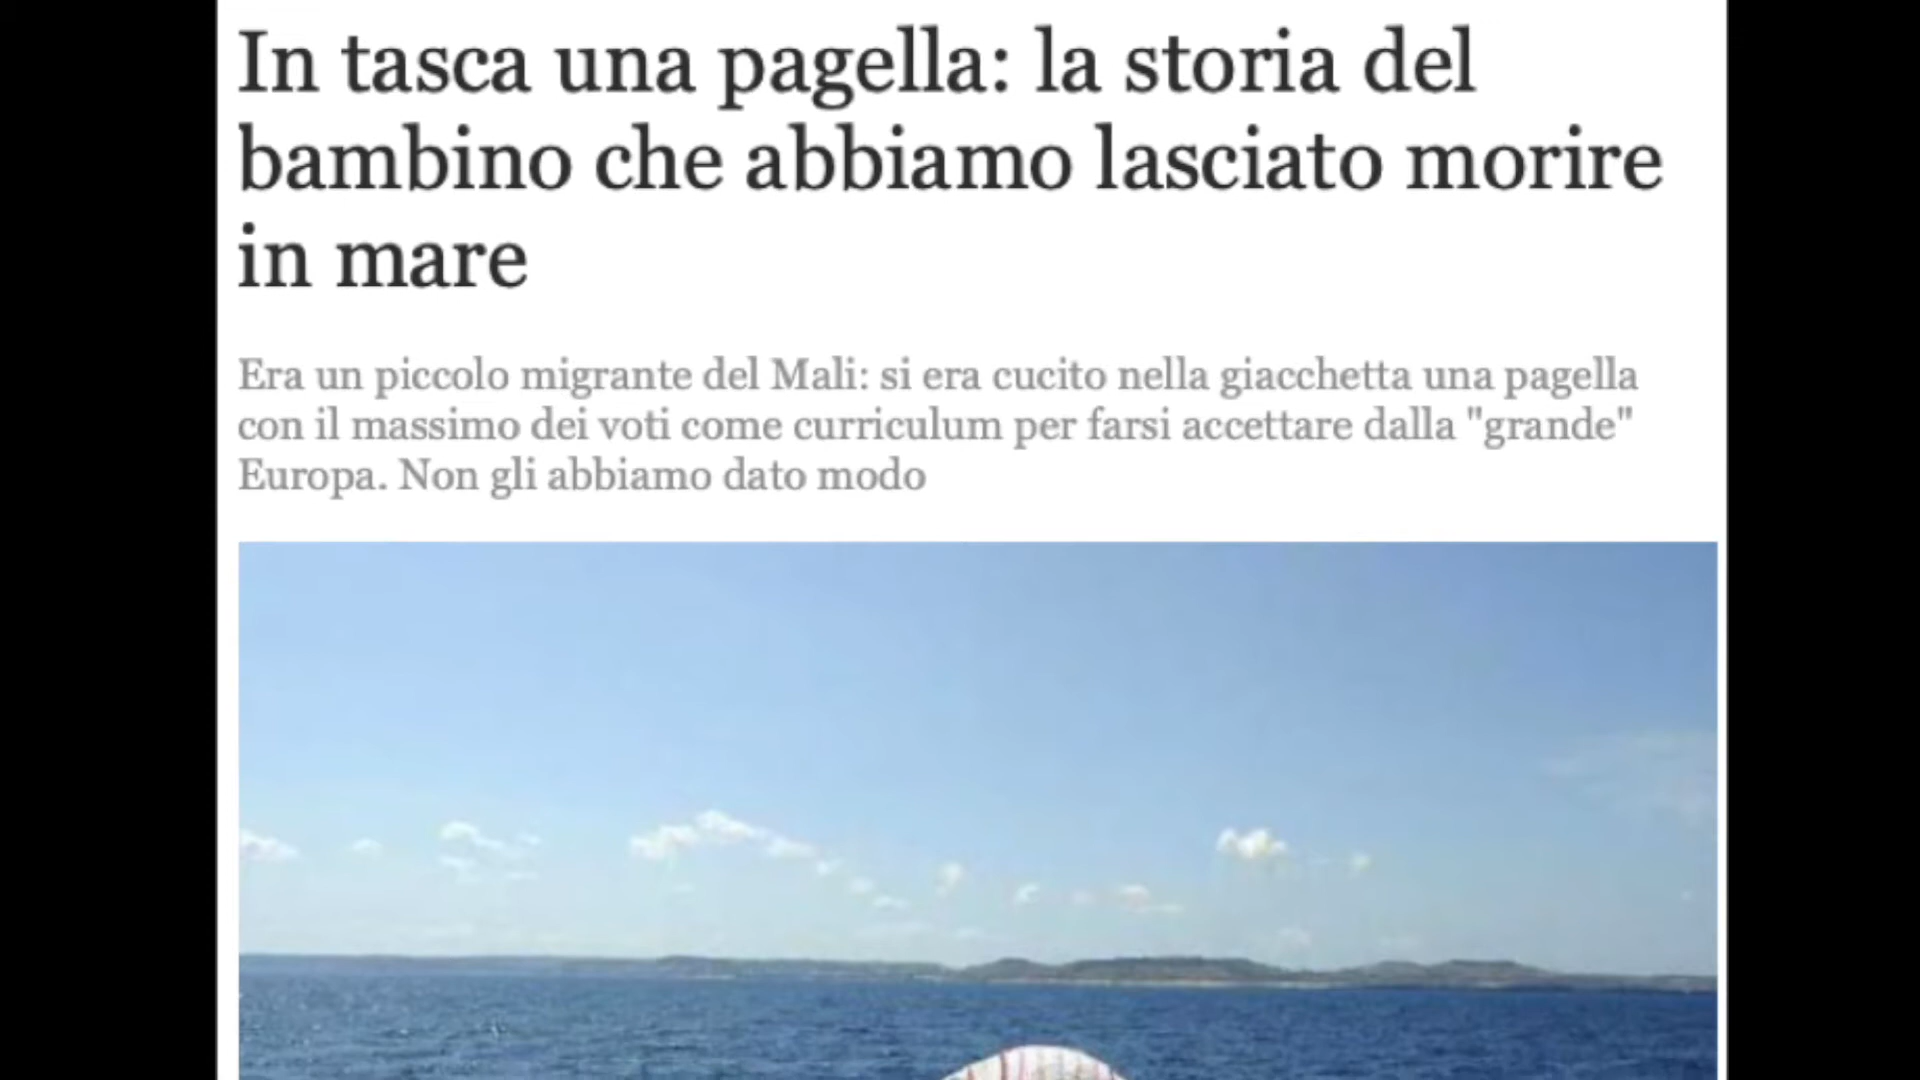 In tasca una pagella: la storia del
bambino che abbiamo lasciato morire
in mare
Era un piccolo migrante del Mali: si era cucito nella giacchetta una pagella
con il massimo dei voti come curriculum per farsi accettare dalla "grande"
Europa. Non gli abbiamo dato modo